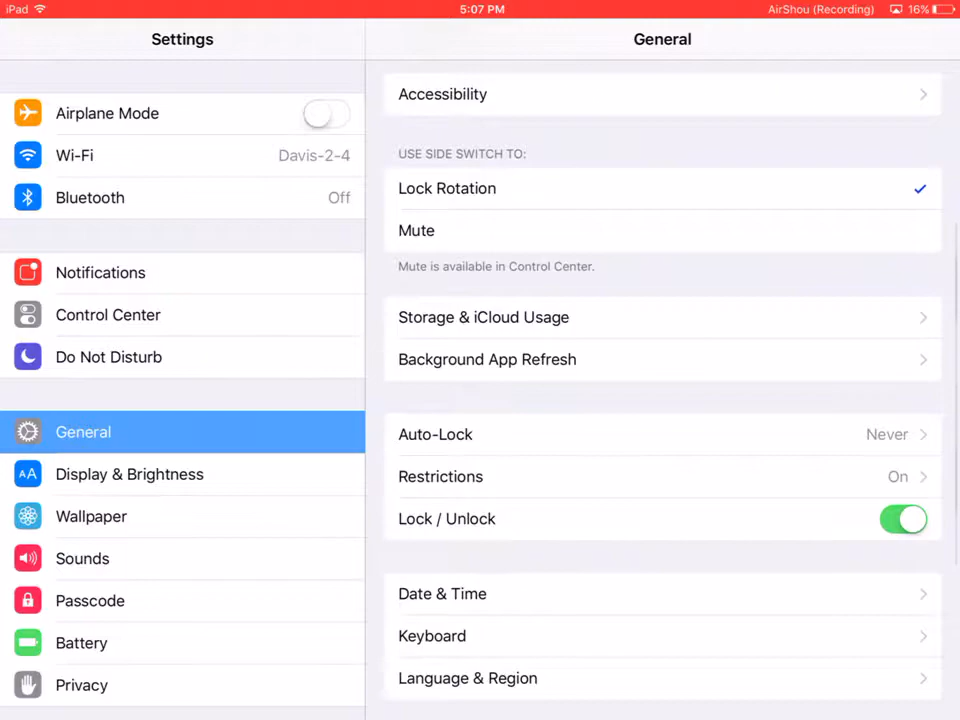 iPad 5:07 PM AirShou (Recording) 16%
Settings
Airplane Mode
Wi-Fi Davis-2-4
Bluetooth Off
Notifications
Control Center
Do Not Disturb
General
AA Display & Brightness
Wallpaper
Sounds
Passcode
Battery
Privacy
General
Accessibility
USE SIDE SWITCH TO:
Lock Rotation
Mute
Mute is available in Control Center.
Storage & iCloud Usage
Background App Refresh
Auto-Lock Never
Restrictions On
Lock / Unlock
Date & Time
Keyboard
Language & Region